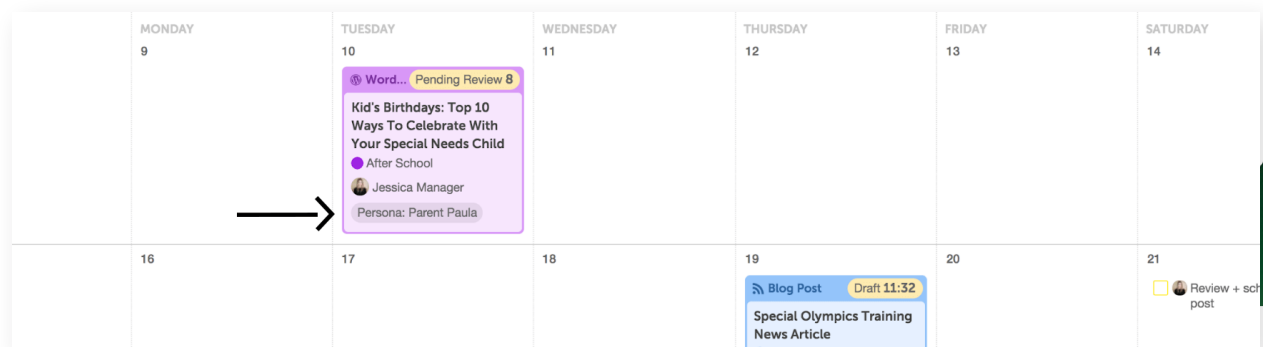 MONDAY TUESDAY WEDNESDAY THURSDAY FRIDAY SATURDAY
9 10 11 12 13 14
Word... Pending Review 8
Kid's Birthdays: Top 10
Ways To Celebrate With
Your Special Needs Child
After School
Jessica Manager
Persona: Parent Paula
16 17 18 19 20 21
Blog Post Draft 11:32
Special Olympics Training
News Article
Review + sch
post